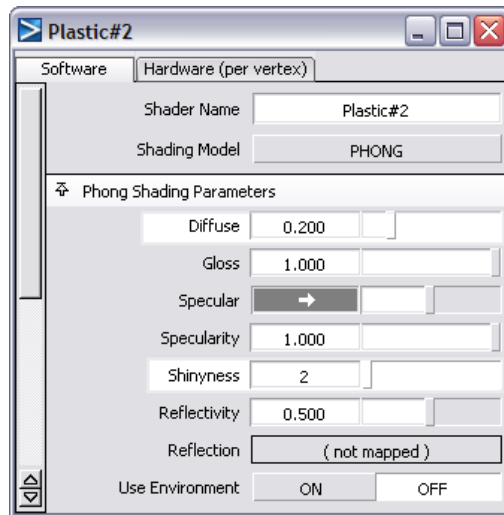 Plastic#2
Software Hardware (per vertex)
Shader Name Plastic#2
Shading Model PHONG
Phong Shading Parameters
Diffuse 0.200
Gloss 1.000
Specular
Specularity 1.000
Shinyness 2
Reflectivity 0.500
Reflection ( not mapped )
Use Environment ON OFF